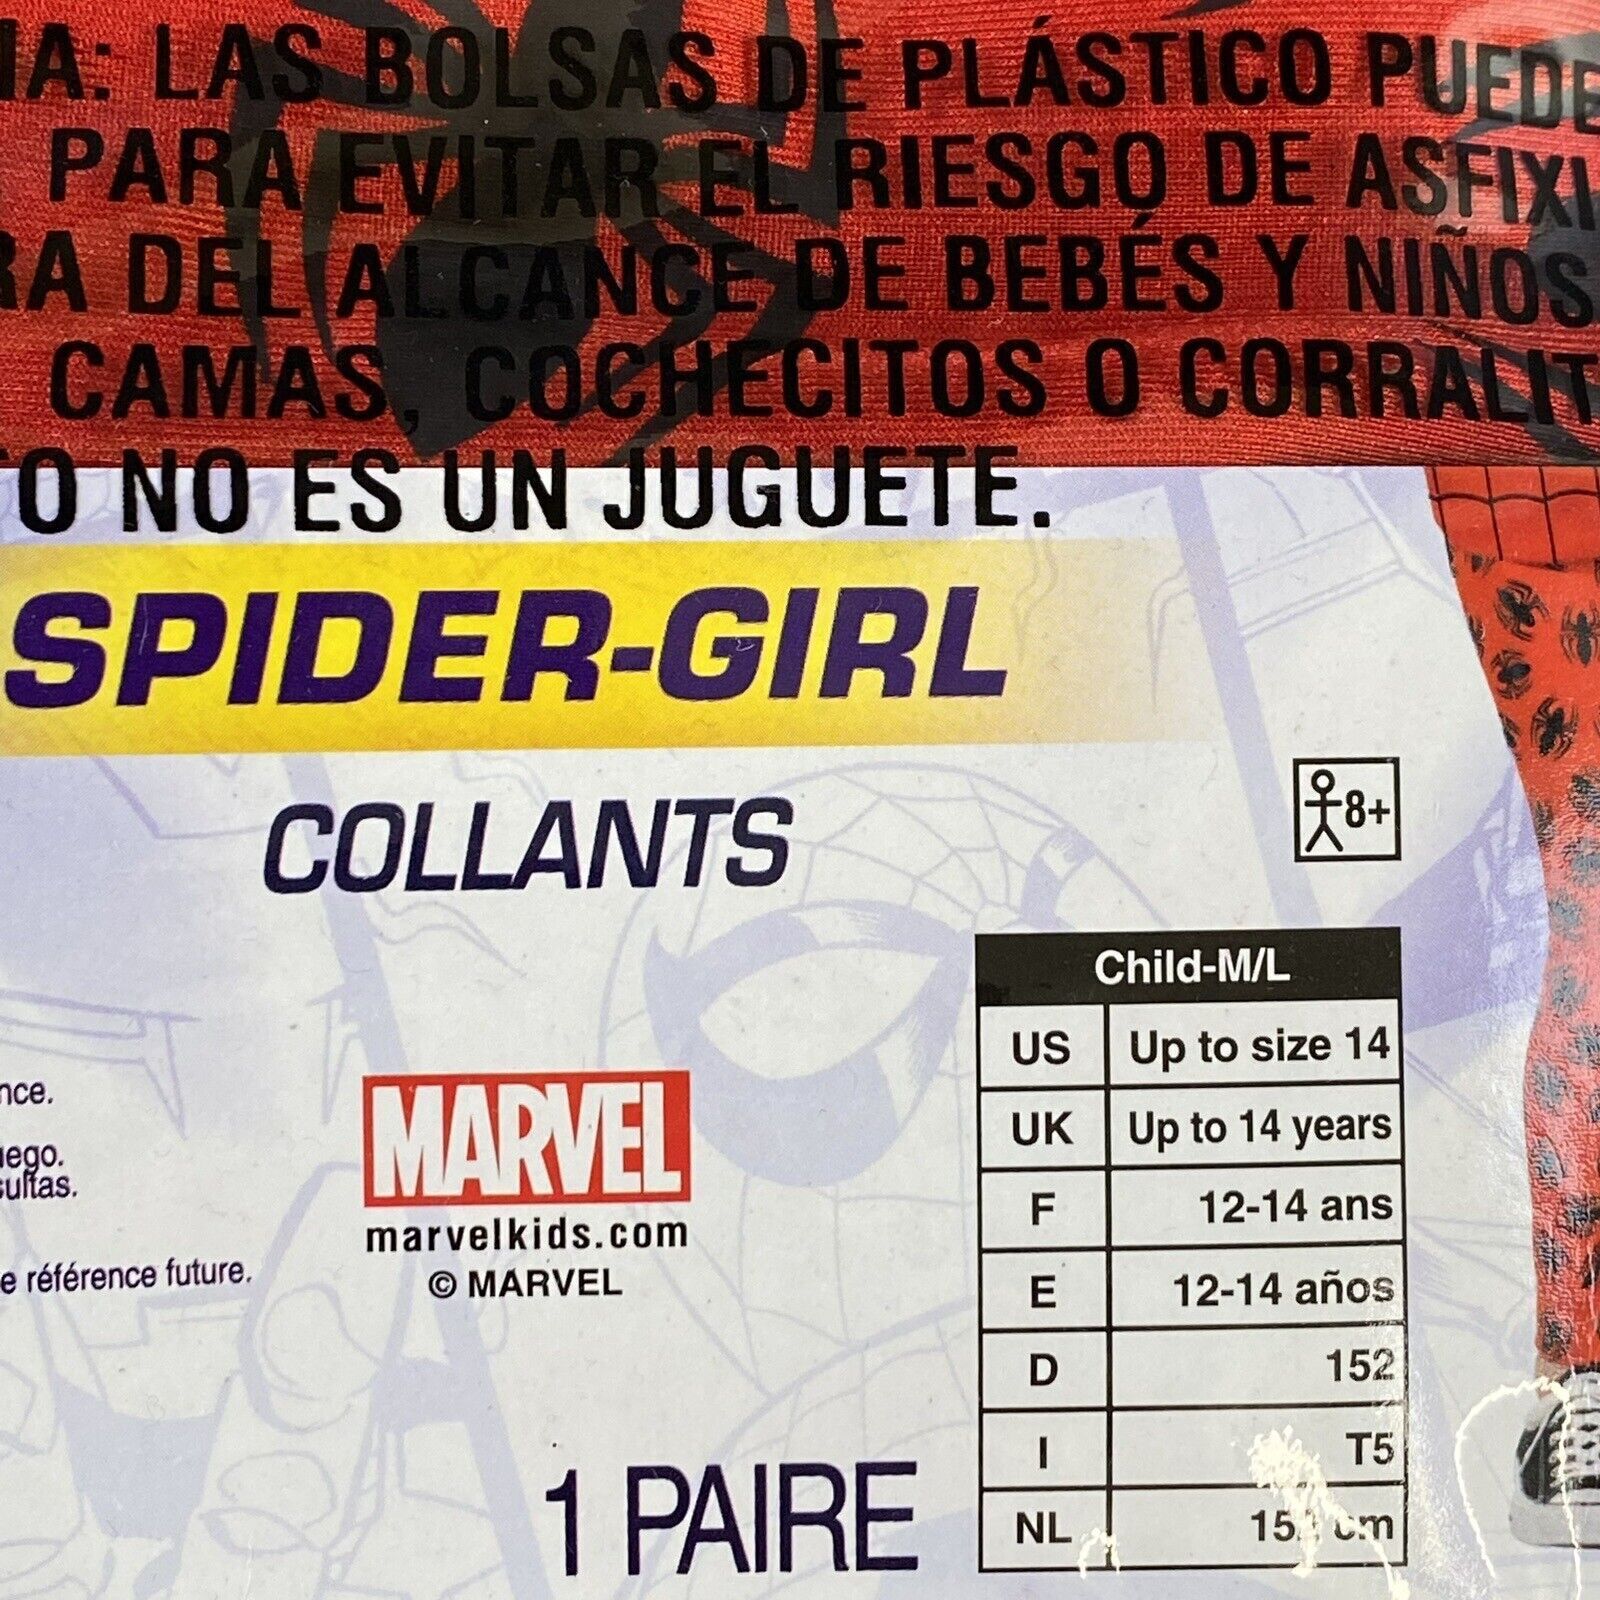 IA: LAS BOLSAS DE PLÁSTICO PUEDE
PARA EVITAR EL RIESGO DE ASFIXI
RA DEL ALCANCE DE BEBÉS Y NIÑOS.
CAMAS, COCHECITOS O CORRALIT
TO NO ES UN JUGUETE.
SPIDER-GIRL
COLLANTS
8+
Child-M/L
US Up to size 14
UK Up to 14 years
F 12-14 ans
E 12-14 años
D 152
I T5
NL cm
nce.
uego.
sultas.
e référence future.
MARVEL
marvelkids.com
© MARVEL
1 PAIRE